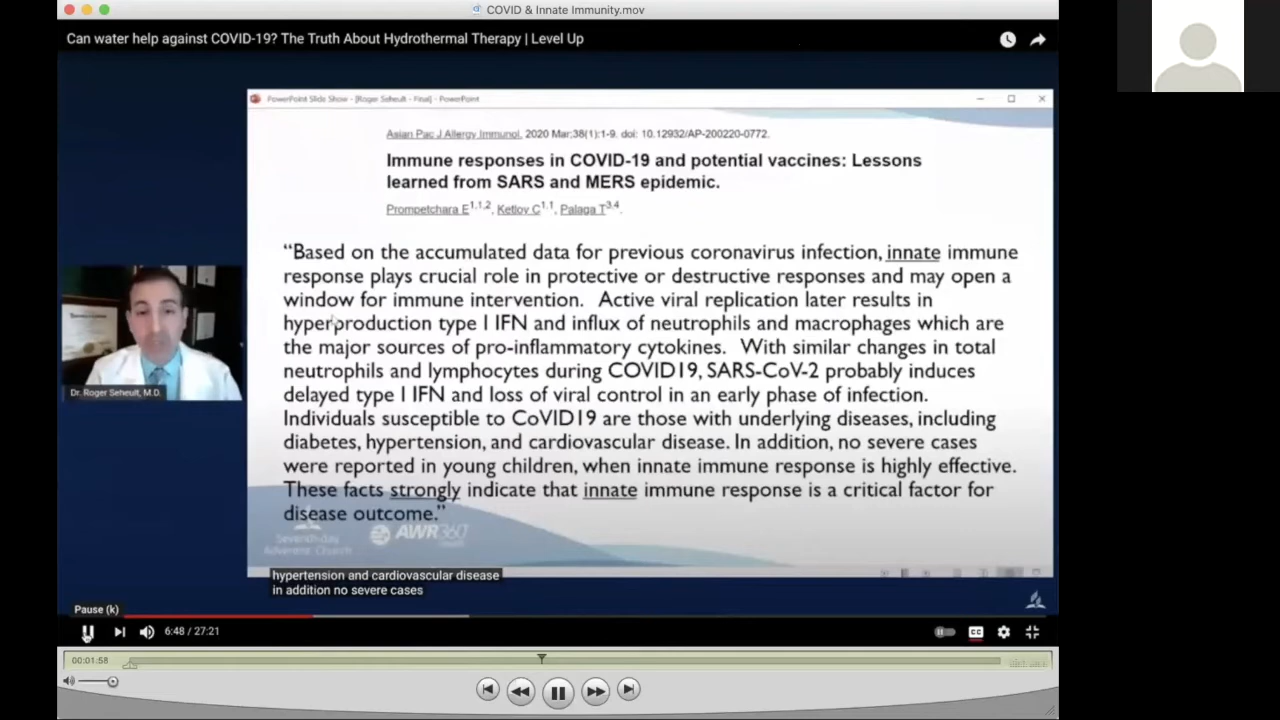 COVID & Innate Immunity.mov
Can water help against COVID-19? The Truth About Hydrothermal Therapy | Level Up
PowerPoint Slide Show - [Roger Seheult - Final] - PowerPoint
Asian Pac J Allergy Immunol. 2020 Mar;38(1):1-9. doi: 10.12932/AP-200220-0772.
Immune responses in COVID-19 and potential vaccines: Lessons
learned from SARS and MERS epidemic.
Prompetchara E1,1,2, Ketloy C1,1, Palaga T3,4.
“Based on the accumulated data for previous coronavirus infection, innate immune
response plays crucial role in protective or destructive responses and may open a
window for immune intervention. Active viral replication later results in
hyperproduction type I IFN and influx of neutrophils and macrophages which are
the major sources of pro-inflammatory cytokines. With similar changes in total
neutrophils and lymphocytes during COVID19, SARS-CoV-2 probably induces
delayed type I IFN and loss of viral control in an early phase of infection.
Individuals susceptible to CoVID19 are those with underlying diseases, including
diabetes, hypertension, and cardiovascular disease. In addition, no severe cases
were reported in young children, when innate immune response is highly effective.
These facts strongly indicate that innate immune response is a critical factor for
disease outcome.”
Dr. Roger Seheult, M.D.
Seventh-day
Adventist Church
AWR360
hypertension and cardiovascular disease
in addition no severe cases
Pause (k)
6:48 / 27:21
CC
00:01:58